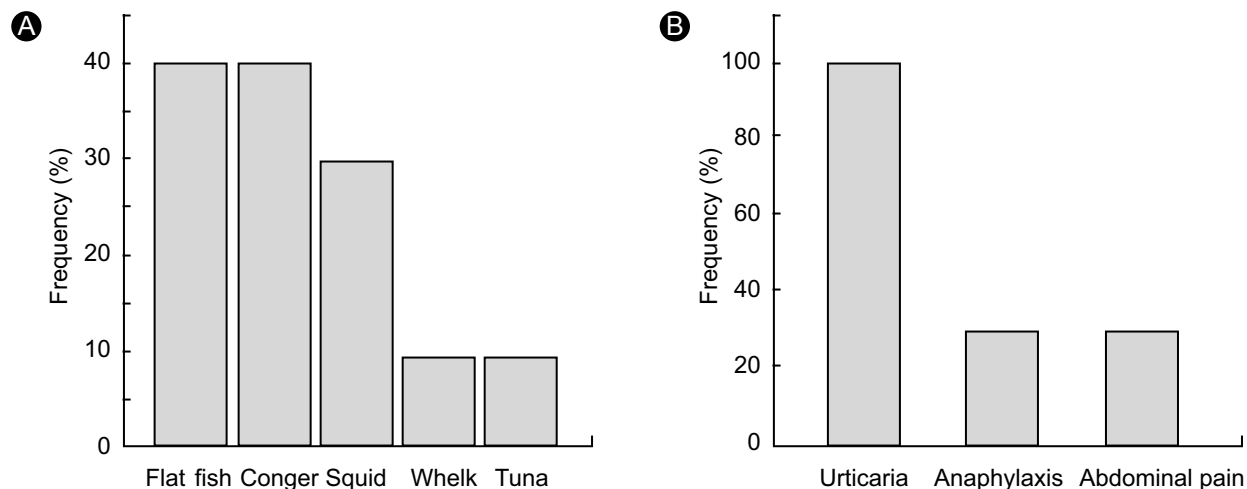 A
Frequency (%)
40
30
20
10
0
Flat fish Conger Squid Whelk Tuna
B
Frequency (%)
100
80
60
40
20
0
Urticaria Anaphylaxis Abdominal pain